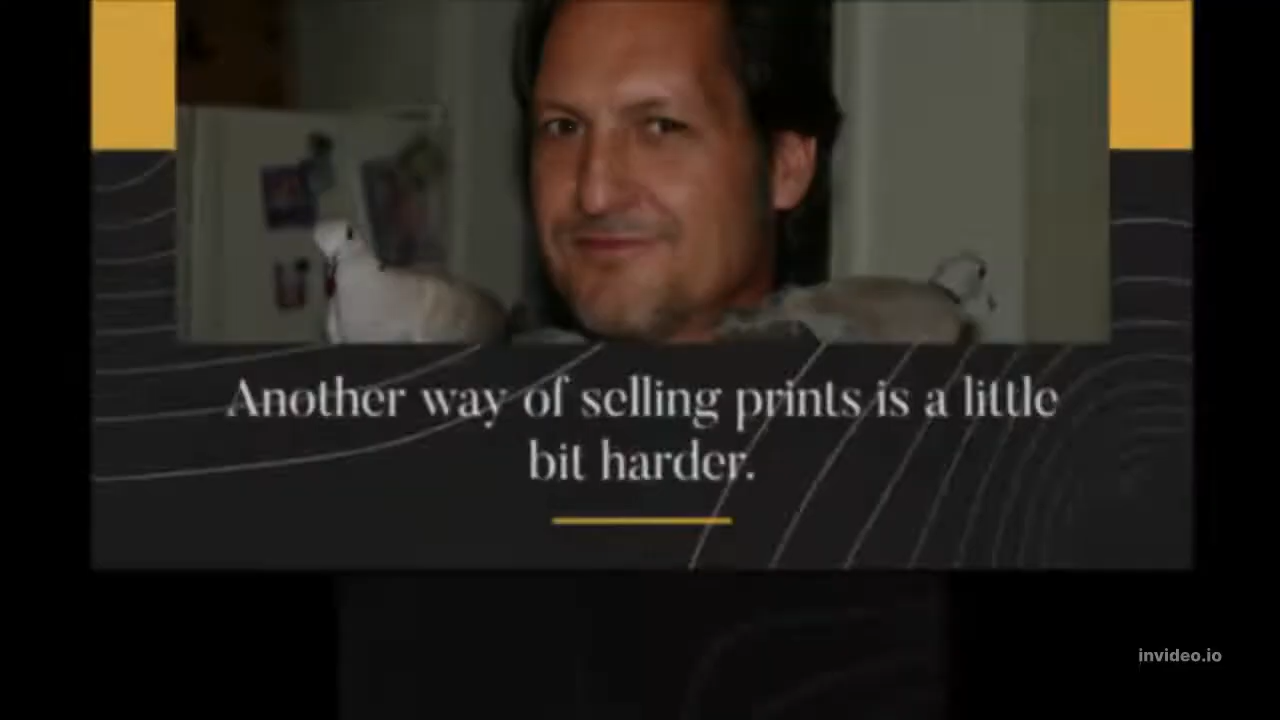 Another way of selling prints is a little
bit harder.
invideo.io